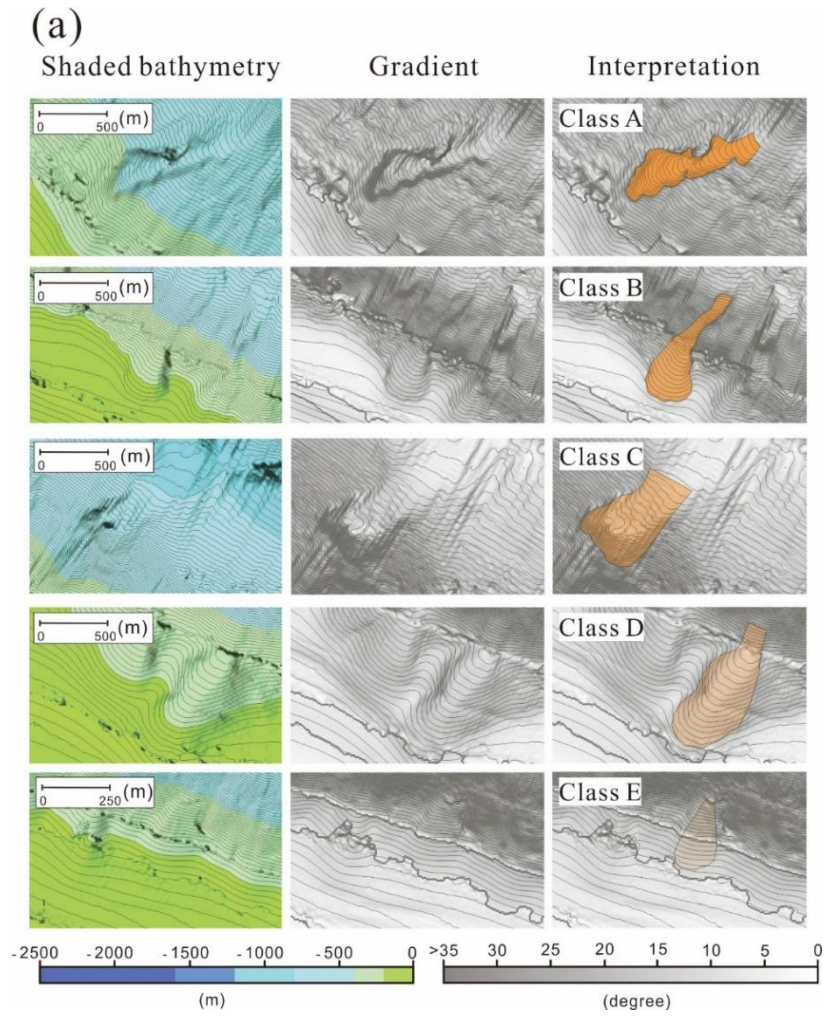 (a)
Shaded bathymetry Gradient Interpretation
0 500 (m)
Class A
0 500 (m)
Class B
0 500 (m)
Class C
0 500 (m)
Class D
0 250 (m)
Class E
-2500 -2000 -1500 -1000 -500 0
(m)
>35 30 25 20 15 10 5 0
(degree)